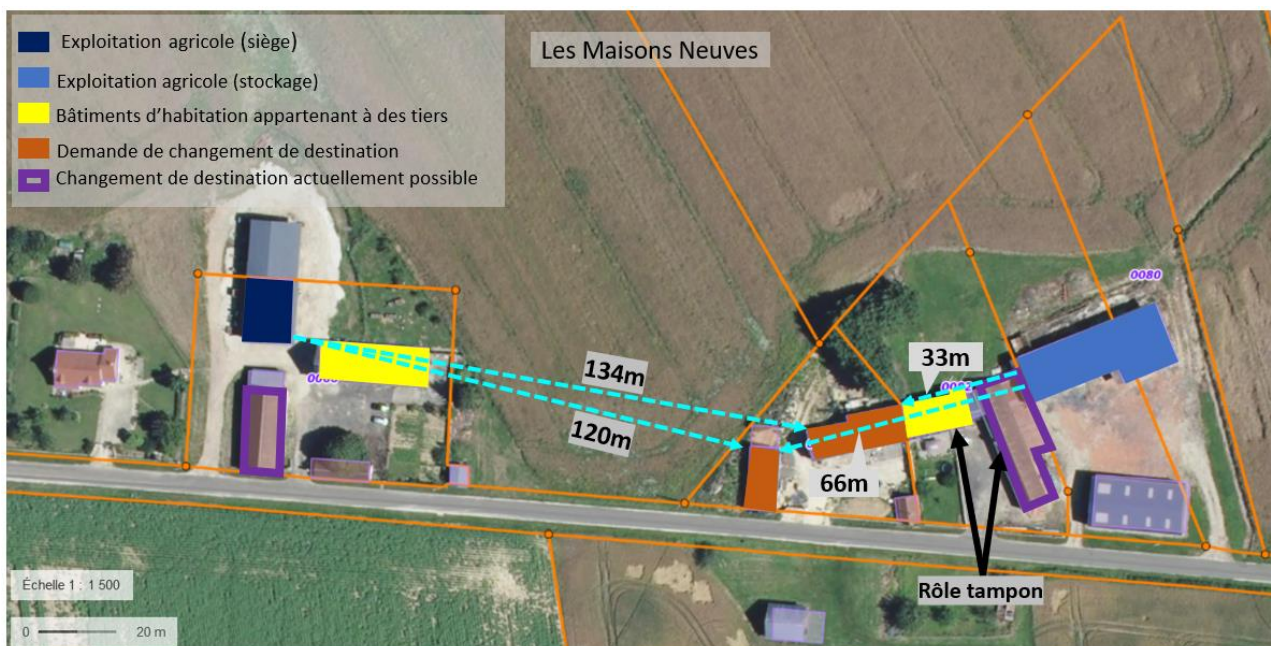 Les Maisons Neuves
Exploitation agricole (siège)
Exploitation agricole (stockage)
Bâtiments d’habitation appartenant à des tiers
Demande de changement de destination
Changement de destination actuellement possible
0080
33m
134m
120m
66m
Rôle tampon
Échelle 1 : 1 500
0
20 m